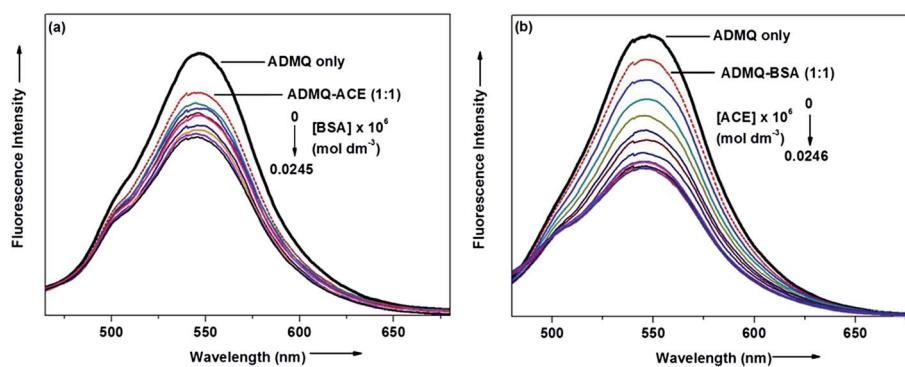 (a)
ADMQ only
ADMQ-ACE (1:1)
0
[BSA] x 10⁶
(mol dm⁻³)
0.0245
Fluorescence Intensity
500
550
600
650
Wavelength (nm)
(b)
ADMQ only
ADMQ-BSA (1:1)
0
[ACE] x 10⁶
(mol dm⁻³)
0.0246
Fluorescence Intensity
500
550
600
650
Wavelength (nm)